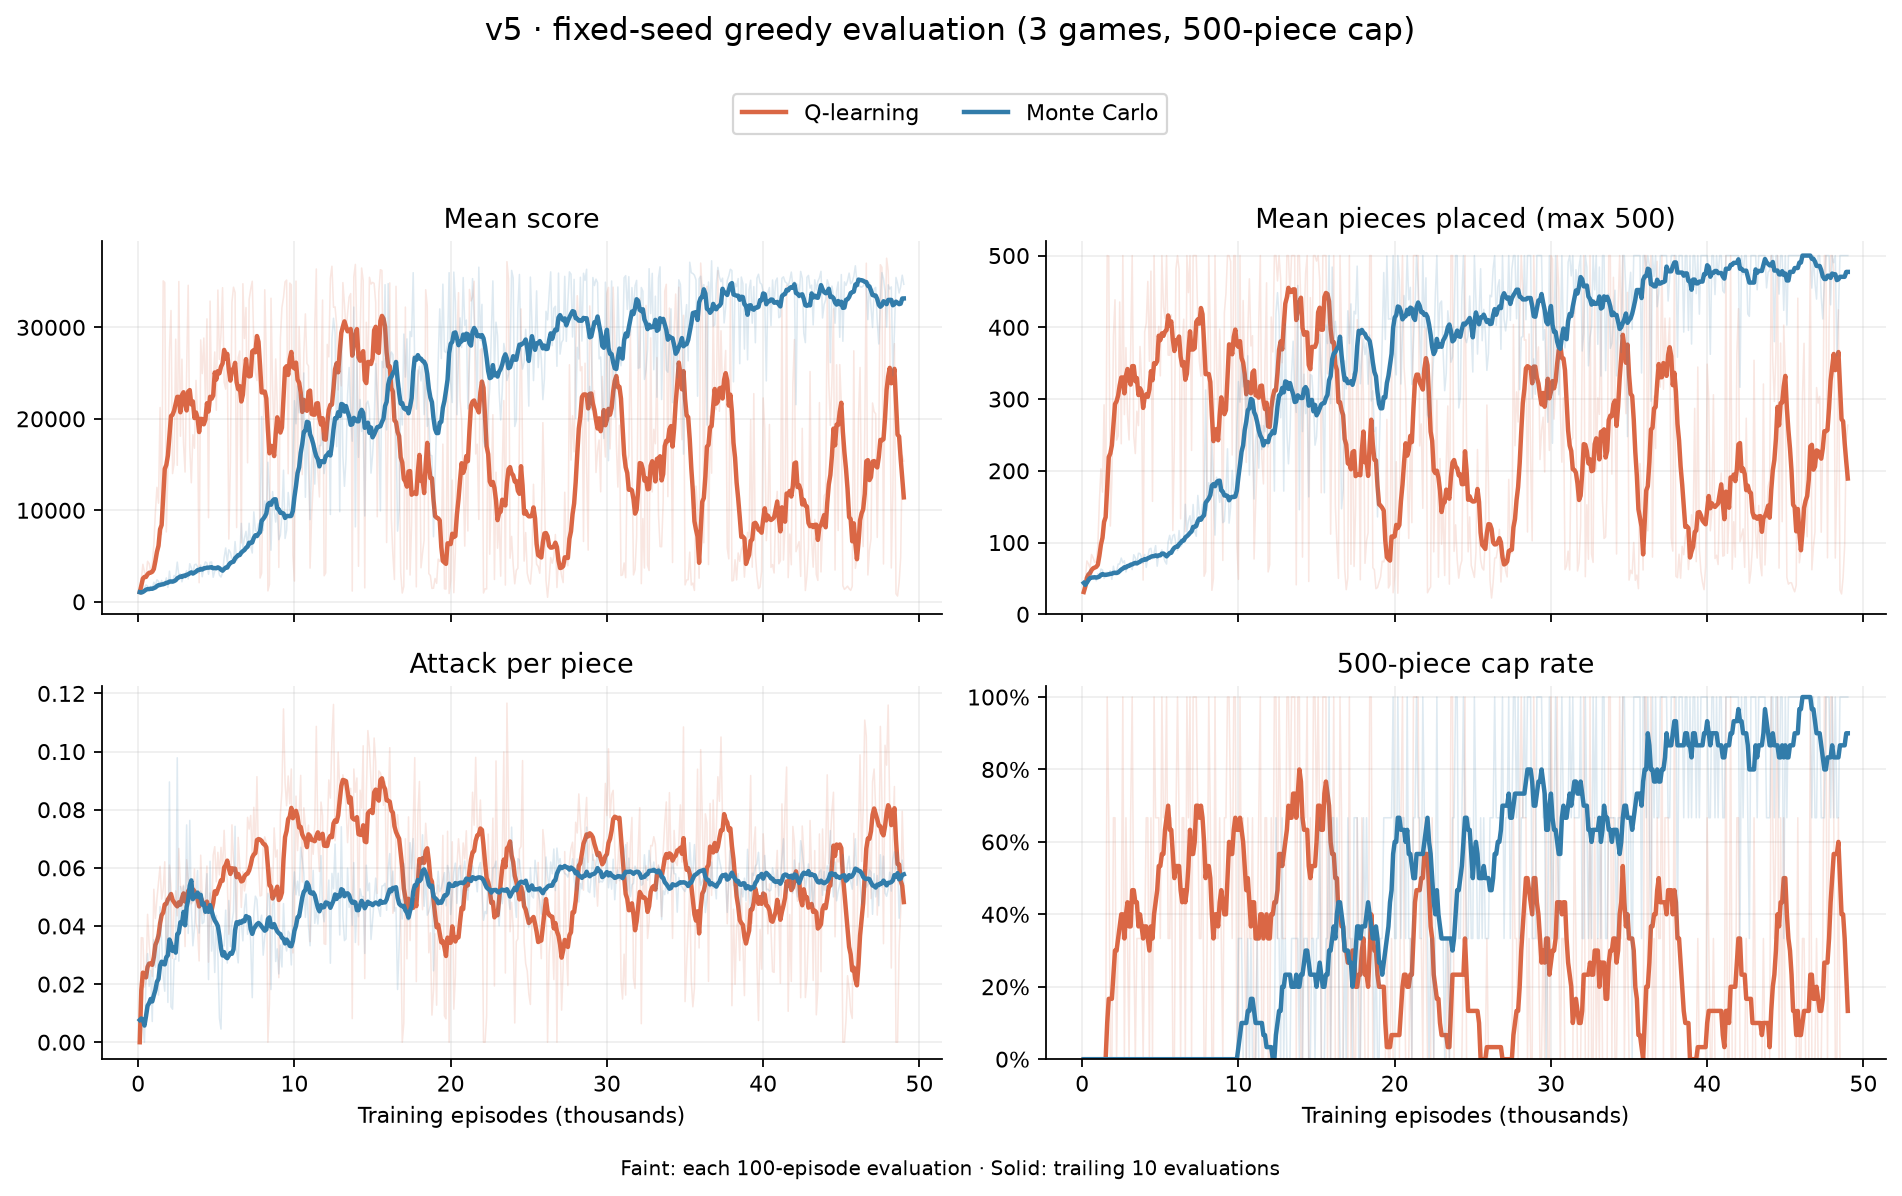 v5 · fixed-seed greedy evaluation (3 games, 500-piece cap)
Q-learning
Monte Carlo
Mean score
30000
20000
10000
0
Mean pieces placed (max 500)
500
400
300
200
100
0
Attack per piece
0.12
0.10
0.08
0.06
0.04
0.02
0.00
0 10 20 30 40 50
Training episodes (thousands)
500-piece cap rate
100%
80%
60%
40%
20%
0%
0 10 20 30 40 50
Training episodes (thousands)
Faint: each 100-episode evaluation · Solid: trailing 10 evaluations